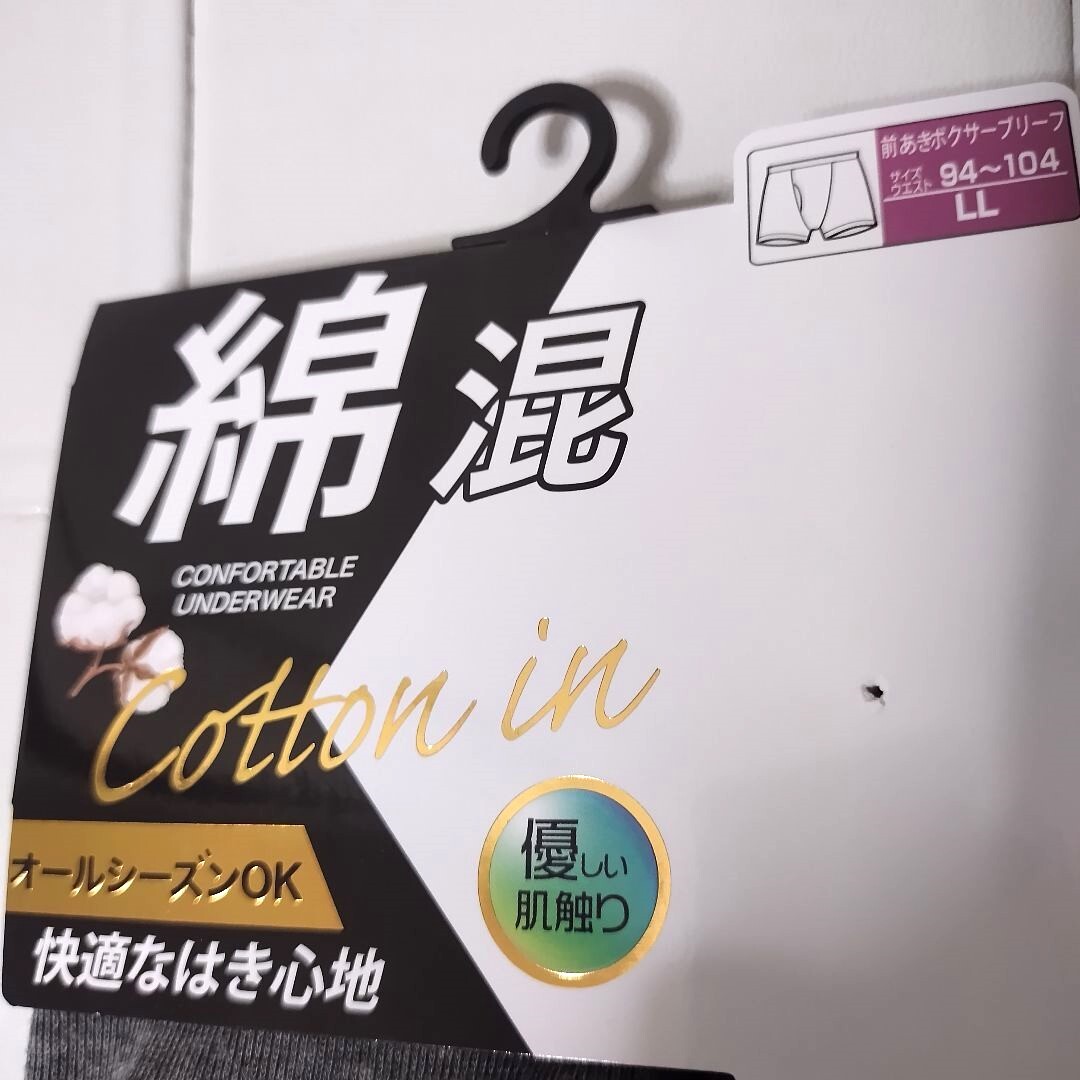 前あきボクサーブリーフ
サイズ
ウエスト 94～104
LL
綿混
CONFORTABLE
UNDERWEAR
Cotton in
優しい
肌触り
オールシーズンOK
快適なはき心地